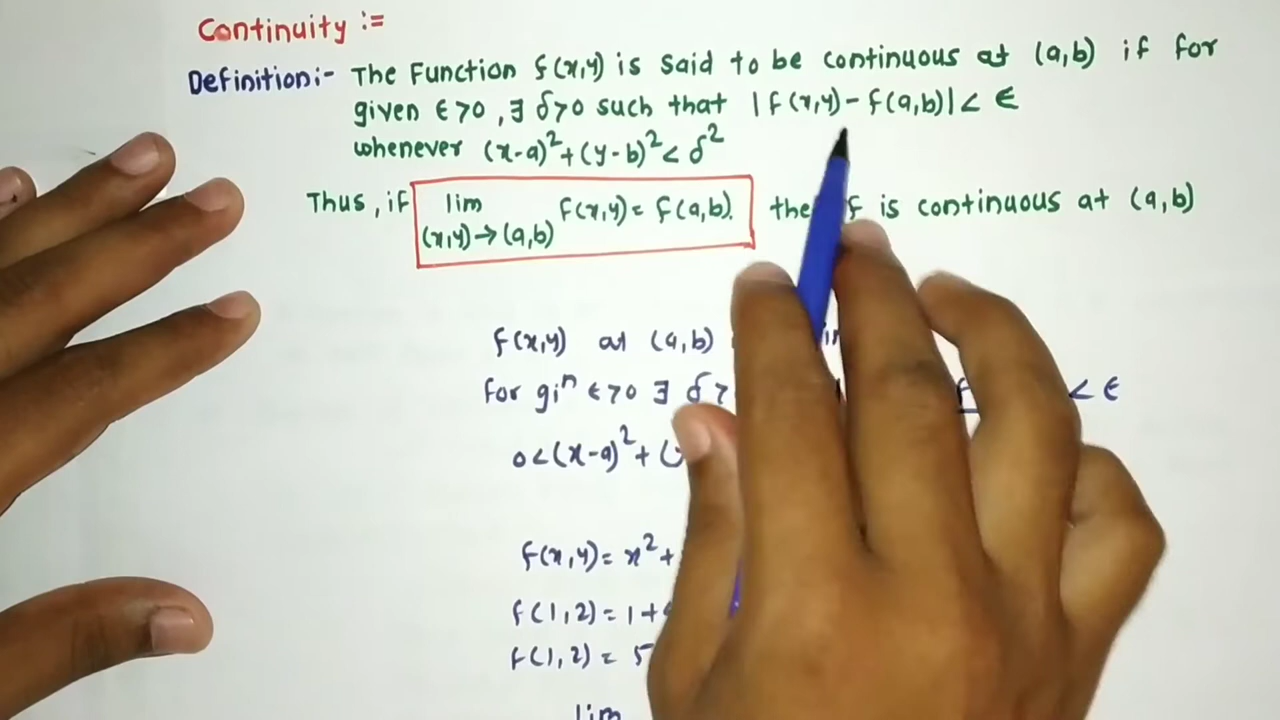 Continuity :=
Definition:- The Function f(x,y) is said to be continuous at (a,b) if for
given ϵ>0 , ∃ δ>0 such that |f(x,y) - f(a,b)| < ϵ
whenever (x-a)²+(y-b)² < δ²
Thus, if lim f(x,y) = f(a,b). f is continuous at (a,b)
(x,y)→(a,b)
f(x,y) at (a,b)
for giⁿ ϵ>0 ∃ δ> < ϵ
0<(x-a)²+(
f(x,y)= x²+
f(1,2)= 1+
f(1,2) = 5
lim